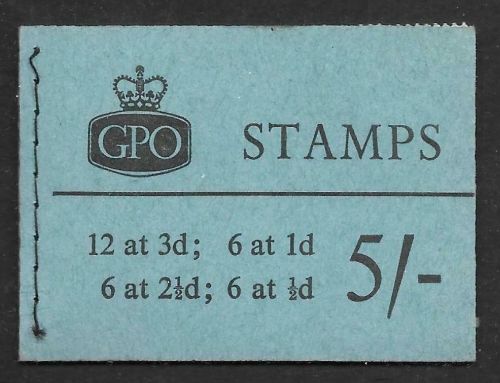 GPO STAMPS
12 at 3d; 6 at 1d
6 at 2½d; 6 at ½d
5/-